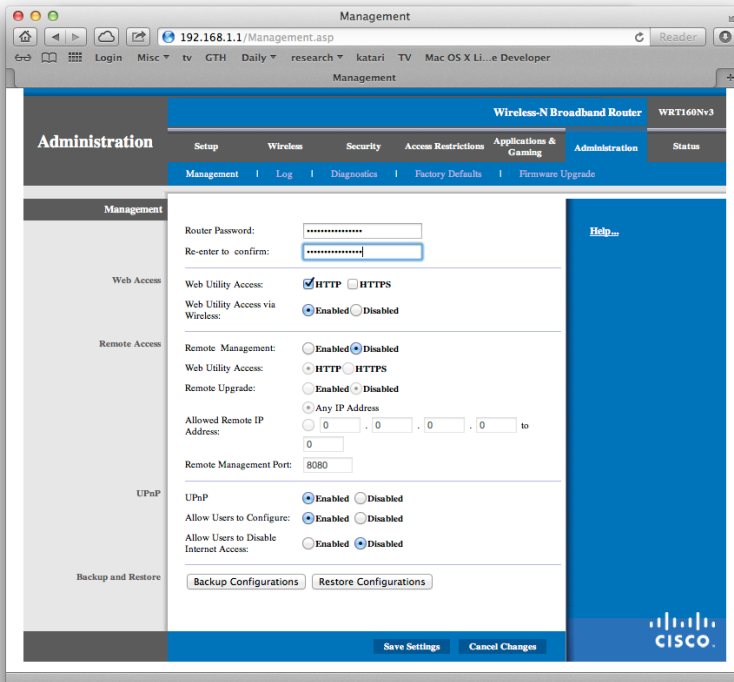 Management
192.168.1.1/Management.asp
Reader
Login Misc ▾ tv GTH Daily ▾ research ▾ katari TV Mac OS X Li...e Developer
Management
Wireless-N Broadband Router WRT160Nv3
Administration
Setup Wireless Security Access Restrictions Applications & Gaming Administration Status
Management | Log | Diagnostics | Factory Defaults | Firmware Upgrade
Management
Router Password: ••••••••••••••••
Help...
Re-enter to confirm: ••••••••••••••••
Web Access
Web Utility Access: HTTP HTTPS
Web Utility Access via
Wireless: Enabled Disabled
Remote Access
Remote Management: Enabled Disabled
Web Utility Access: HTTP HTTPS
Remote Upgrade: Enabled Disabled
Any IP Address
Allowed Remote IP
Address:
0 . 0 . 0 . 0 to
0
Remote Management Port: 8080
UPnP
UPnP Enabled Disabled
Allow Users to Configure: Enabled Disabled
Allow Users to Disable
Internet Access: Enabled Disabled
Backup and Restore
Backup Configurations Restore Configurations
CISCO.
Save Settings Cancel Changes